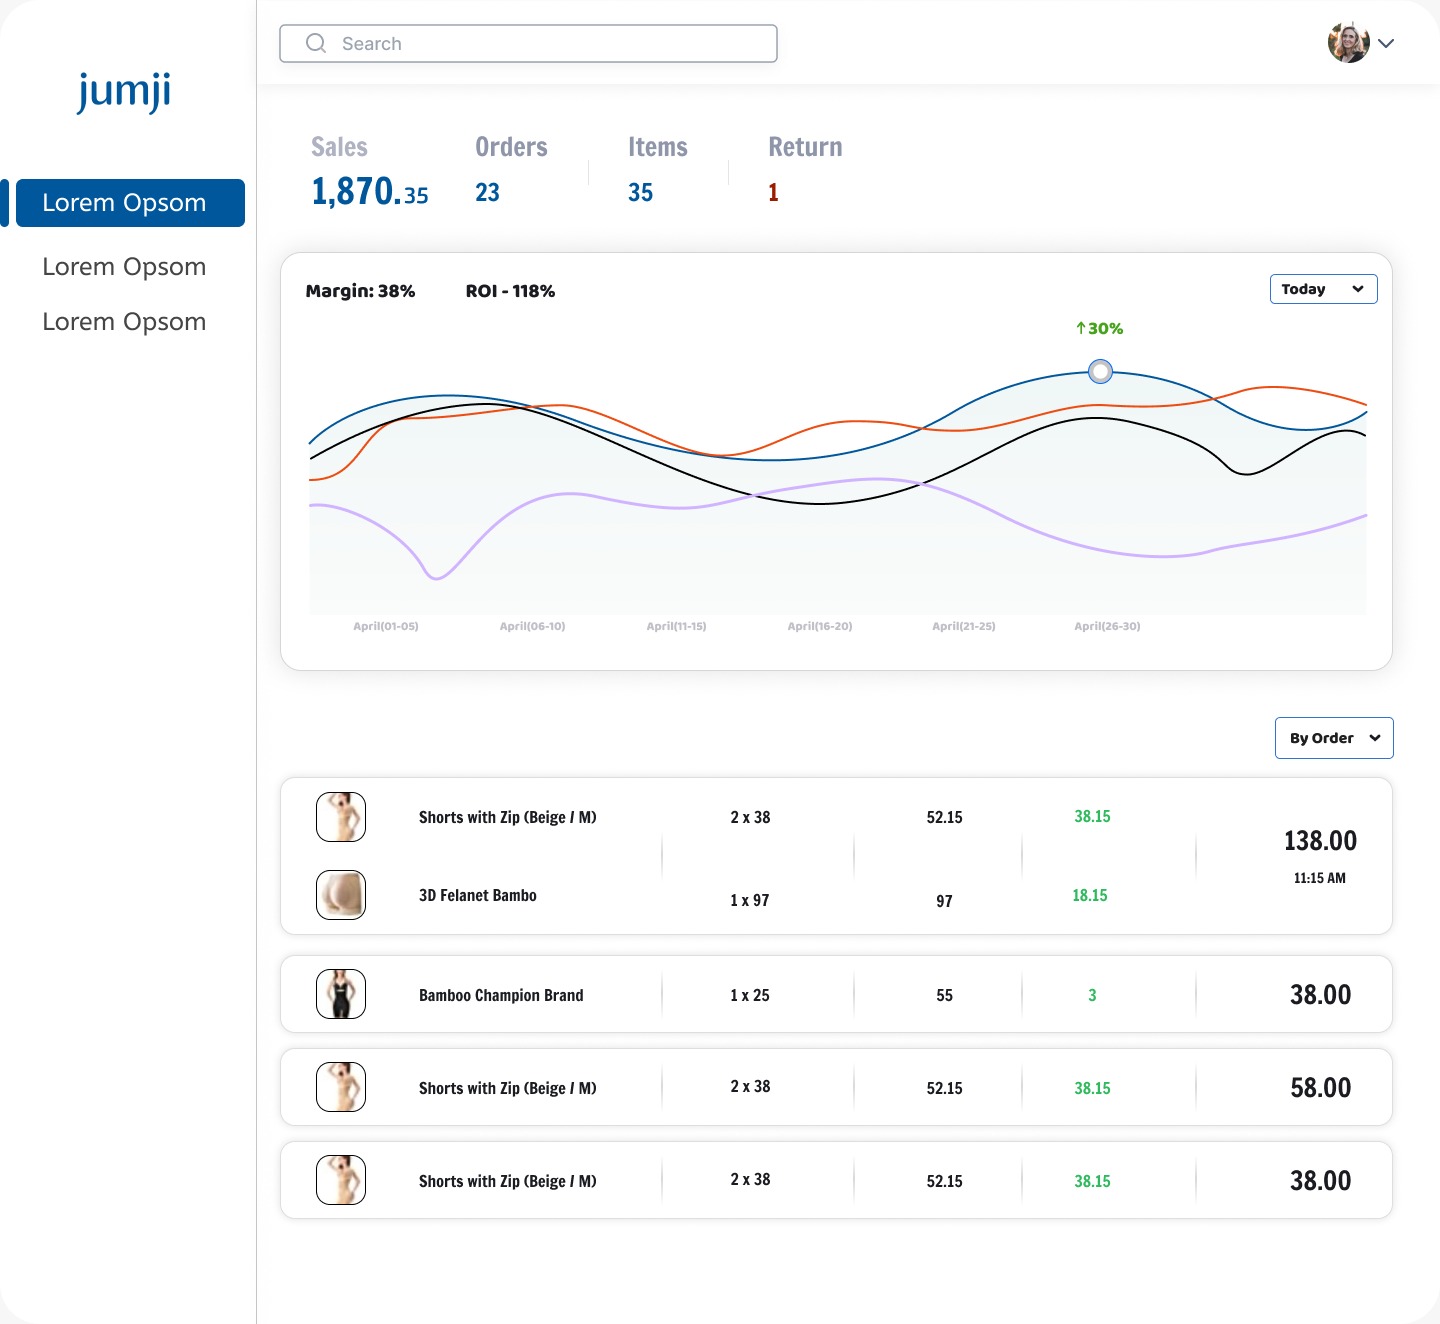 jumji
Search
Lorem Opsom
Lorem Opsom
Lorem Opsom
Sales Orders Items Return
1,870.35 23 35 1
Margin: 38% ROI - 118% Today
↑30%
April(01-05) April(06-10) April(11-15) April(16-20) April(21-25) April(26-30)
By Order
Shorts with Zip (Beige / M) 2 x 38 52.15 38.15
138.00
11:15 AM
3D Felanet Bambo 1 x 97 97 18.15
Bamboo Champion Brand 1 x 25 55 3 38.00
Shorts with Zip (Beige / M) 2 x 38 52.15 38.15 58.00
Shorts with Zip (Beige / M) 2 x 38 52.15 38.15 38.00